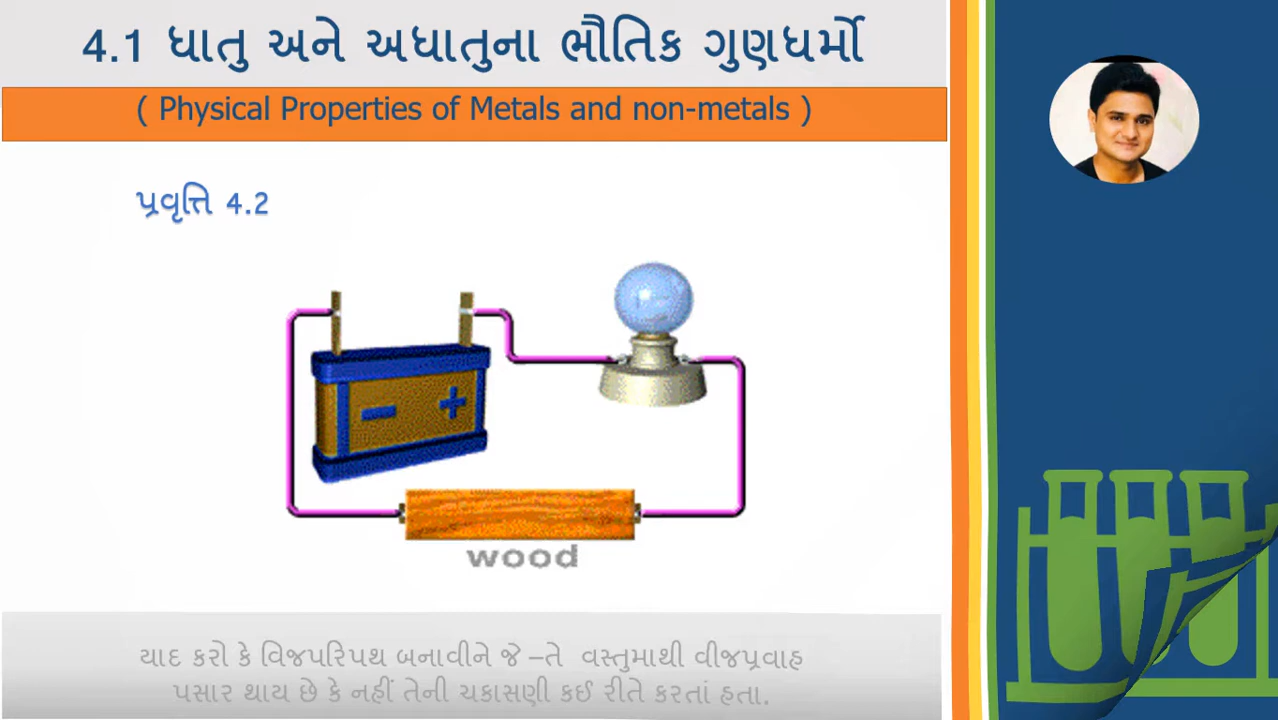 4.1 ધાતુ અને અધાતુના ભૌતિક ગુણધર્મો
( Physical Properties of Metals and non-metals )
પ્રવૃત્તિ 4.2
wood
યાદ કરો કે વિજપરિપથ બનાવીને જે –તે વસ્તુમાથી વીજપ્રવાહ
પસાર થાય છે કે નહીં તેની ચકાસણી કઈ રીતે કરતાં હતા.